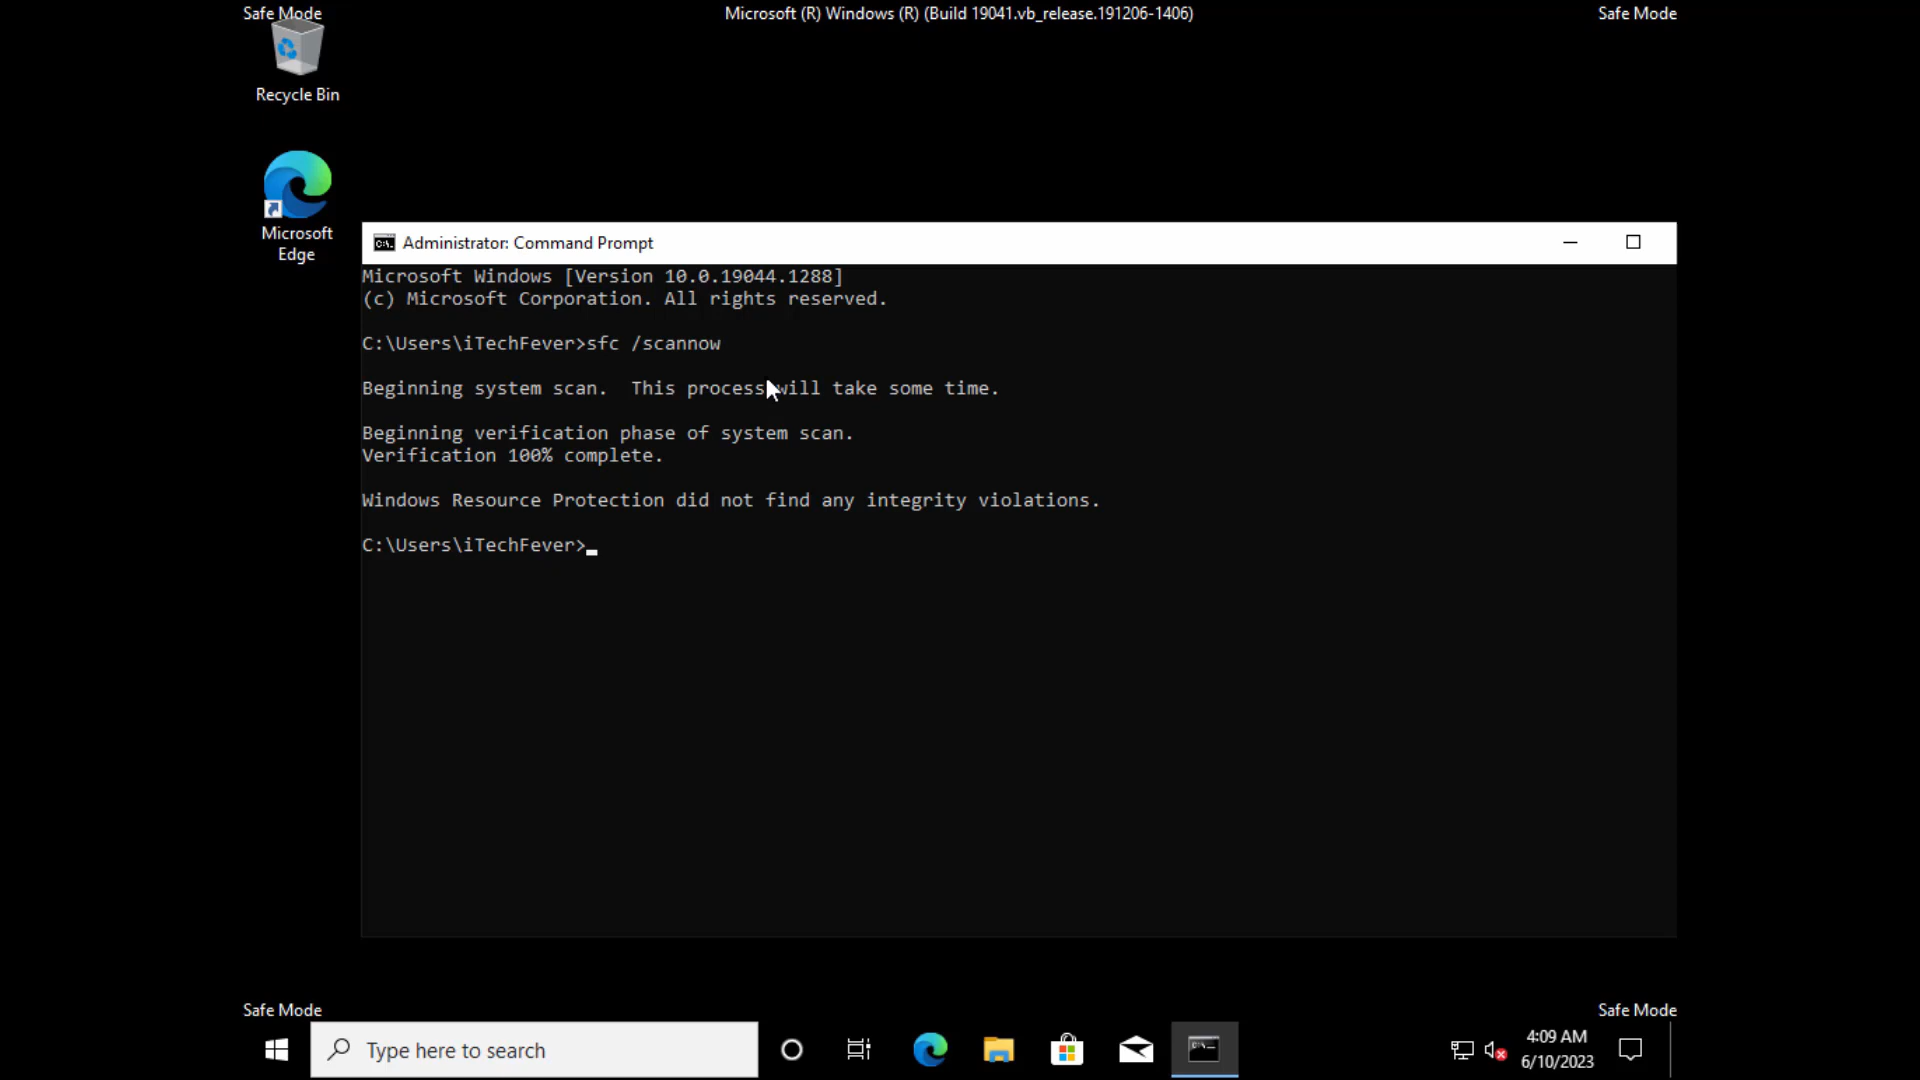 Safe Mode
Microsoft (R) Windows (R) (Build 19041.vb_release.191206-1406)
Safe Mode
Recycle Bin
Microsoft
Edge
Administrator: Command Prompt
Microsoft Windows [Version 10.0.19044.1288]
(c) Microsoft Corporation. All rights reserved.
C:\Users\iTechFever>sfc /scannow
Beginning system scan.  This process will take some time.
Beginning verification phase of system scan.
Verification 100% complete.
Windows Resource Protection did not find any integrity violations.
C:\Users\iTechFever>
Safe Mode
Safe Mode
Type here to search
4:09 AM
6/10/2023